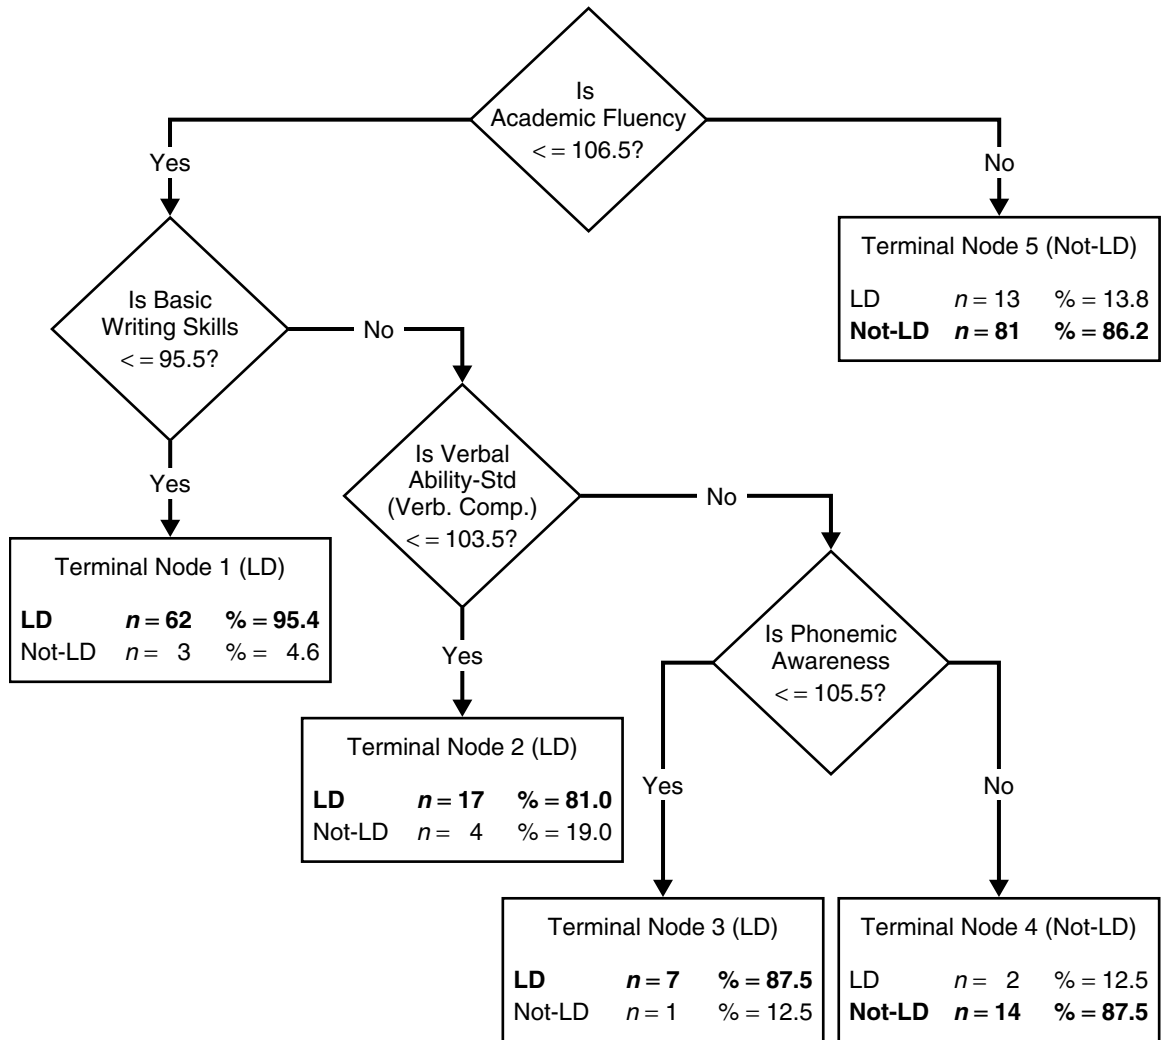 Is
Academic Fluency
< = 106.5?
Yes
No
Terminal Node 5 (Not-LD)
LD n = 13 % = 13.8
Not-LD n = 81 % = 86.2
Is Basic
Writing Skills
< = 95.5?
No
Yes
Is Verbal
Ability-Std
(Verb. Comp.)
< = 103.5?
No
Yes
Terminal Node 1 (LD)
LD n = 62 % = 95.4
Not-LD n = 3 % = 4.6
Is Phonemic
Awareness
< = 105.5?
Terminal Node 2 (LD)
LD n = 17 % = 81.0
Not-LD n = 4 % = 19.0
Yes
No
Terminal Node 3 (LD)
LD n = 7 % = 87.5
Not-LD n = 1 % = 12.5
Terminal Node 4 (Not-LD)
LD n = 2 % = 12.5
Not-LD n = 14 % = 87.5